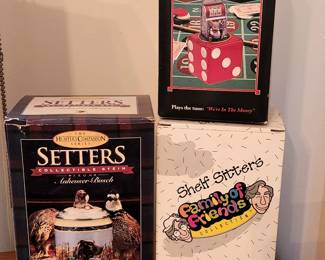 Plays the tune: "We're In The Money"
SETTERS
THE
HUNTER'S COMPANION
SERIES
SETTERS
COLLECTIBLE STEIN
Anheuser-Busch
Shelf Sitters
Family of
Friends
COLLECTION